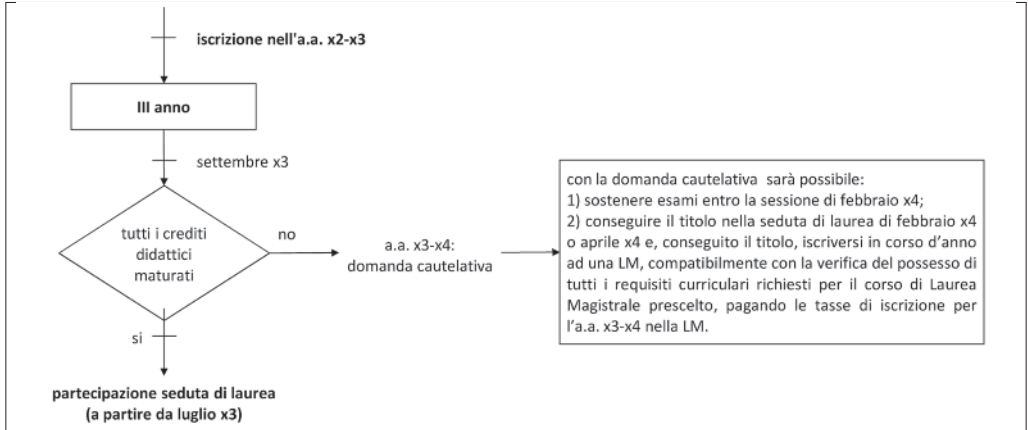 iscrizione nell'a.a. x2-x3
III anno
settembre x3
tutti i crediti
didattici
maturati
no
a.a. x3-x4:
domanda cautelativa
con la domanda cautelativa sarà possibile:
1) sostenere esami entro la sessione di febbraio x4;
2) conseguire il titolo nella seduta di laurea di febbraio x4
o aprile x4 e, conseguito il titolo, iscriversi in corso d'anno
ad una LM, compatibilmente con la verifica del possesso di
tutti i requisiti curriculari richiesti per il corso di Laurea
Magistrale prescelto, pagando le tasse di iscrizione per
l'a.a. x3-x4 nella LM.
si
partecipazione seduta di laurea
(a partire da luglio x3)